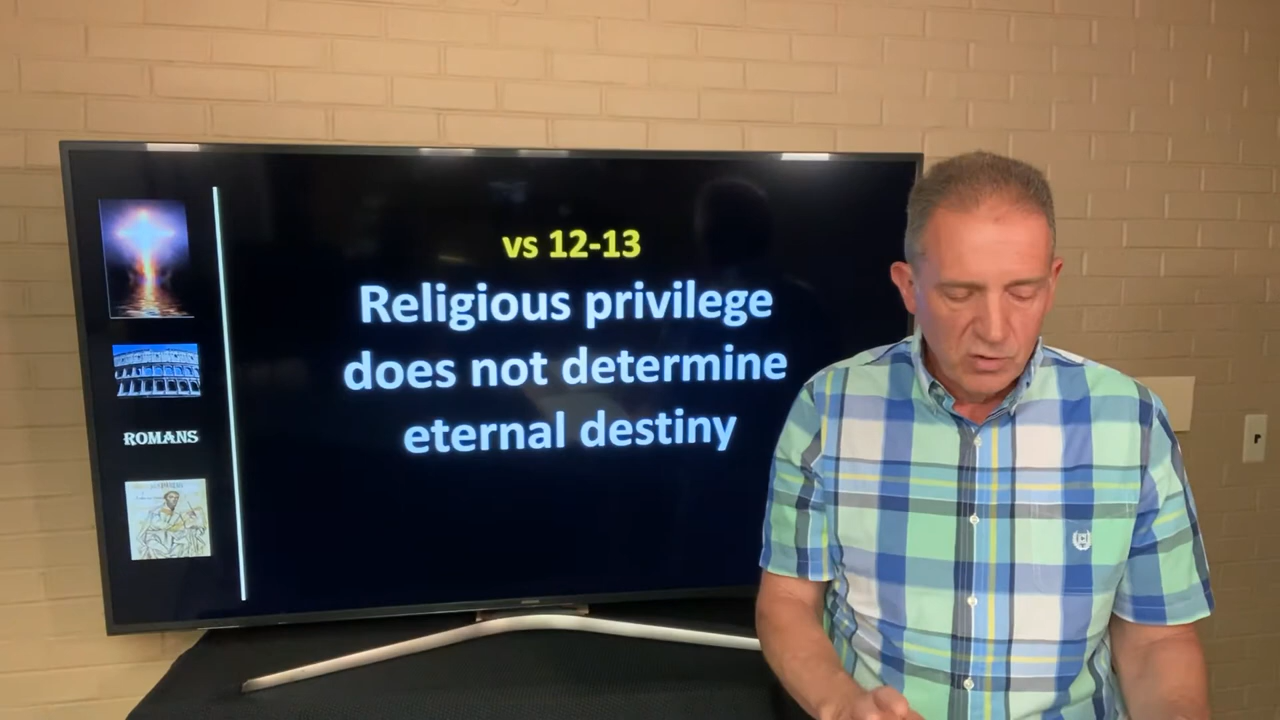 vs 12-13
Religious privilege
does not determine
eternal destiny
ROMANS